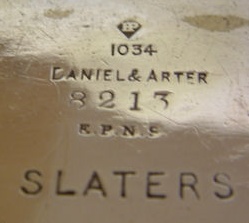 1034
DANIEL & ARTER
8213
E.P.N.S
SLATERS